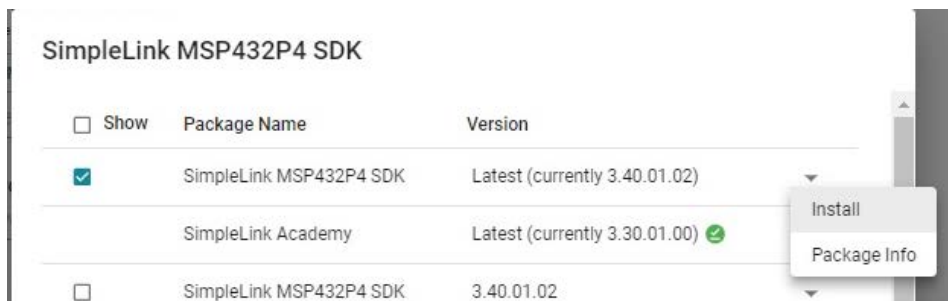 SimpleLink MSP432P4 SDK
Show Package Name Version
SimpleLink MSP432P4 SDK Latest (currently 3.40.01.02)
Install
SimpleLink Academy Latest (currently 3.30.01.00)
Package Info
SimpleLink MSP432P4 SDK 3.40.01.02